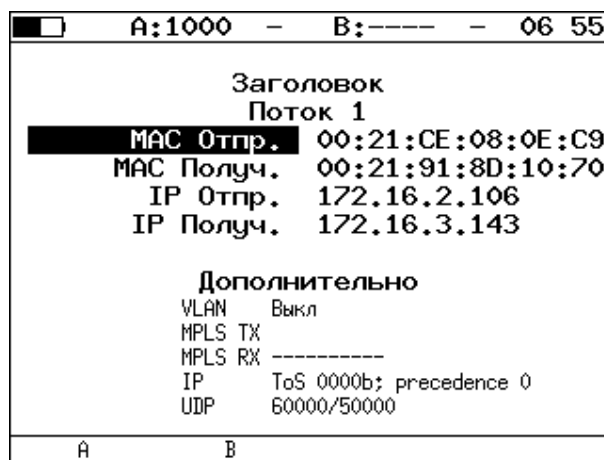 A:1000 – B:---- – 06 55
Заголовок
Поток 1
MAC Отпр. 00:21:CE:08:0E:C9
MAC Получ. 00:21:91:8D:10:70
IP Отпр. 172.16.2.106
IP Получ. 172.16.3.143
Дополнительно
VLAN Выкл
MPLS TX
MPLS RX ----------
IP ToS 0000b; precedence 0
UDP 60000/50000
A B